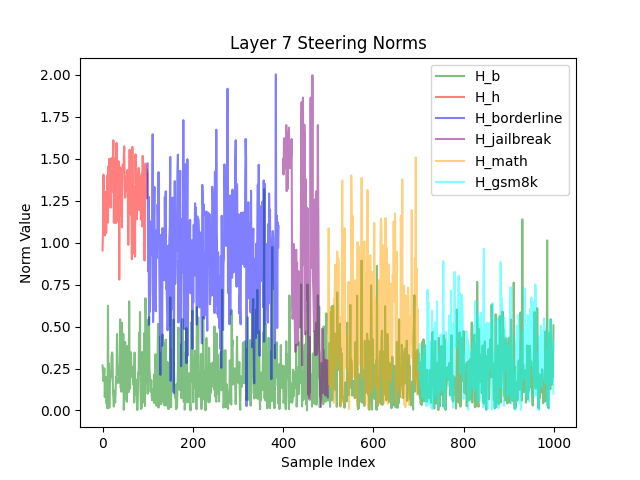 Layer 7 Steering Norms
H_b
H_h
H_borderline
H_jailbreak
H_math
H_gsm8k
Norm Value
2.00
1.75
1.50
1.25
1.00
0.75
0.50
0.25
0.00
0 200 400 600 800 1000
Sample Index